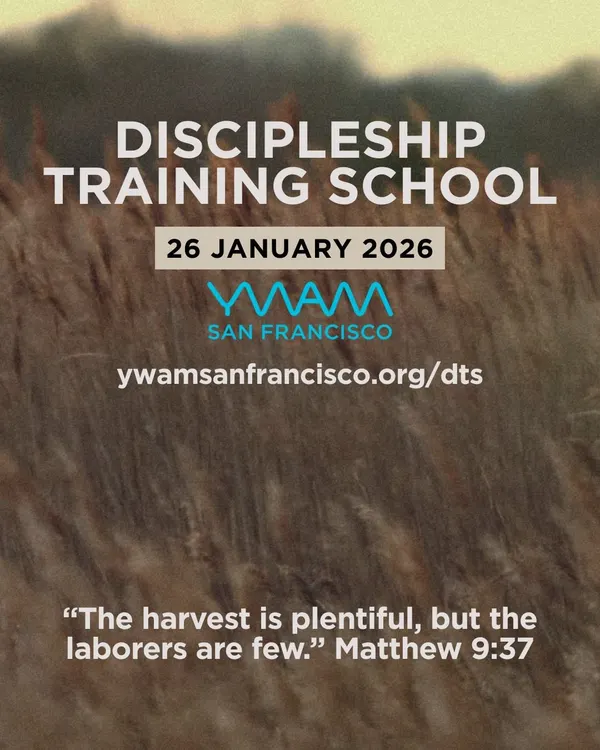 DISCIPLESHIP
TRAINING SCHOOL
26 JANUARY 2026
YWAM
SAN FRANCISCO
ywamsanfrancisco.org/dts
“The harvest is plentiful, but the
laborers are few.” Matthew 9:37